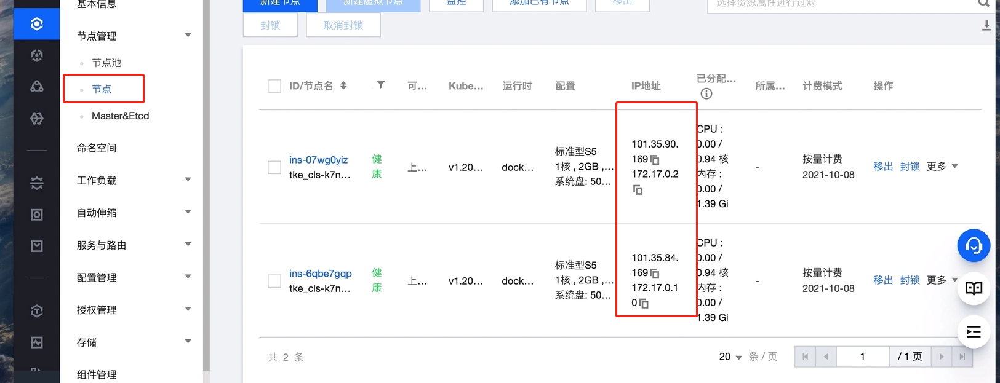 基本信息
新建节点
新建虚拟节点
监控
添加已有节点
移出
选择资源属性进行过滤
封锁
取消封锁
节点管理
节点池
节点
Master&Etcd
命名空间
工作负载
自动伸缩
服务与路由
配置管理
授权管理
存储
组件管理
ID/节点名
可...
Kube...
运行时
配置
IP地址
已分配...
所属...
计费模式
操作
ins-07wg0yiz
tke_cls-k7n...
健
康
上...
v1.20...
dock...
标准型S5
1核 , 2GB ,...
系统盘: 50...
101.35.90.
169
172.17.0.2
CPU :
0.00 /
0.94 核
内存 :
0.00 /
1.39 Gi
-
按量计费
2021-10-08
移出 封锁 更多
ins-6qbe7gqp
tke_cls-k7n...
健
康
上...
v1.20...
dock...
标准型S5
1核 , 2GB ,...
系统盘: 50...
101.35.84.
169
172.17.0.1
0
CPU :
0.00 /
0.94 核
内存 :
0.00 /
1.39 Gi
-
按量计费
2021-10-08
移出 封锁 更多
共 2 条
20 条 / 页
1
/ 1 页